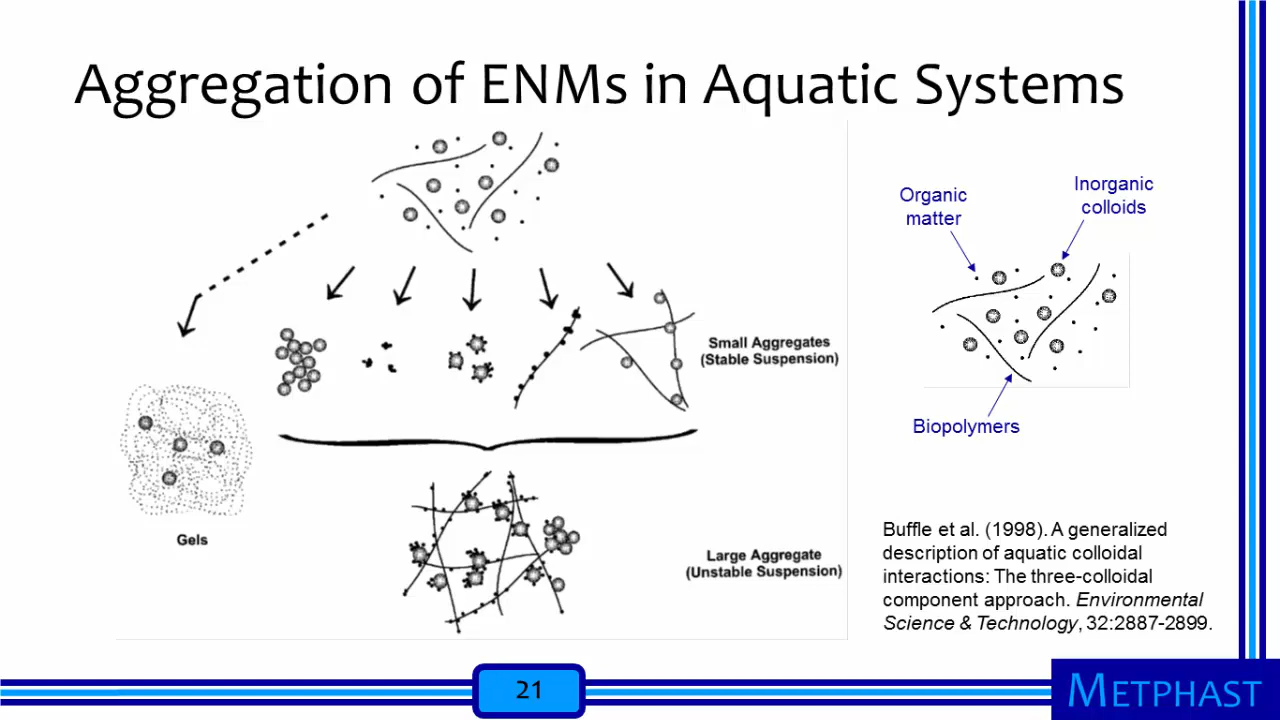 Aggregation of ENMs in Aquatic Systems
Small Aggregates
(Stable Suspension)
Gels
Large Aggregate
(Unstable Suspension)
Organic
matter
Inorganic
colloids
Biopolymers
Buffle et al. (1998). A generalized
description of aquatic colloidal
interactions: The three-colloidal
component approach. Environmental
Science & Technology, 32:2887-2899.
21
METPHAST